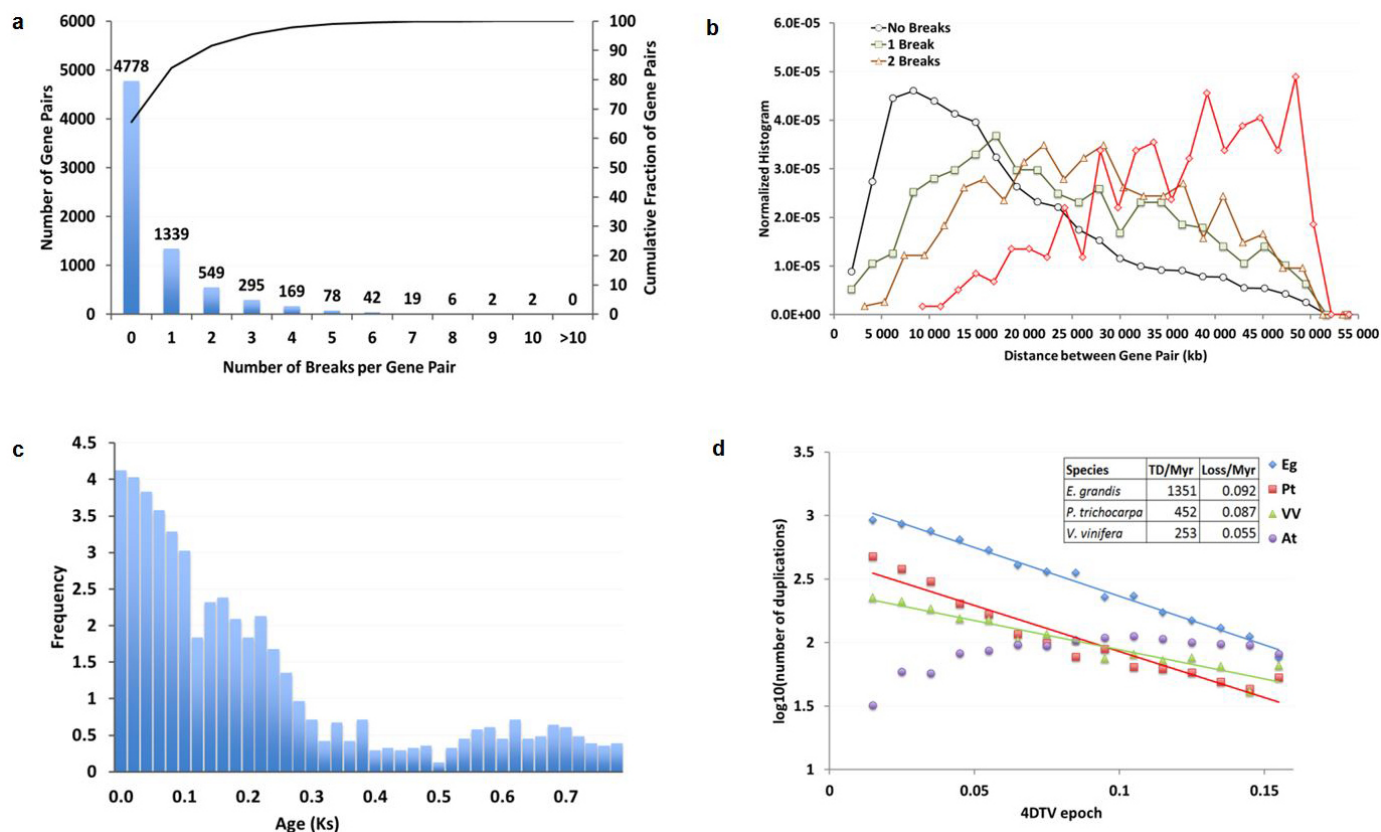 a
6000
5000
4000
3000
2000
1000
0
Number of Gene Pairs
4778
1339
549
295
169
78
42
19
6
2
2
0
100
90
80
70
60
50
40
30
20
10
0
Cumulative Fraction of Gene Pairs
0 1 2 3 4 5 6 7 8 9 10 >10
Number of Breaks per Gene Pair
b
6.0E-05
5.0E-05
4.0E-05
3.0E-05
2.0E-05
1.0E-05
0.0E+00
Normalized Histogram
No Breaks
1 Break
2 Breaks
0 5 000 10 000 15 000 20 000 25 000 30 000 35 000 40 000 45 000 50 000 55 000
Distance between Gene Pair (kb)
c
4.5
4
3.5
3
2.5
2
1.5
1
0.5
0
Frequency
0.0 0.1 0.2 0.3 0.4 0.5 0.6 0.7
Age (Ks)
d
3.5
3
2.5
2
1.5
1
log10(number of duplications)
Species TD/Myr Loss/Myr
E. grandis 1351 0.092
P. trichocarpa 452 0.087
V. vinifera 253 0.055
Eg
Pt
VV
At
0 0.05 0.1 0.15
4DTV epoch